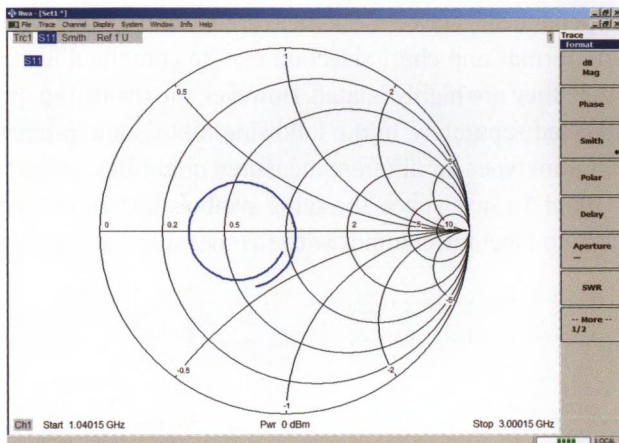 Nwa - [Set1 *]
File Trace Channel Display System Window Info Help
Trc1 S11 Smith Ref 1 U
1
S11
0.5
1
2
5
0
0.2
0.5
1
2
5
10
-5
-0.5
-1
-2
Ch1 Start 1.04015 GHz Pwr 0 dBm Stop 3.00015 GHz
Trace
Format
dB
Mag
Phase
Smith
Polar
Delay
Aperture
...
SWR
-- More --
1/2
LOCAL